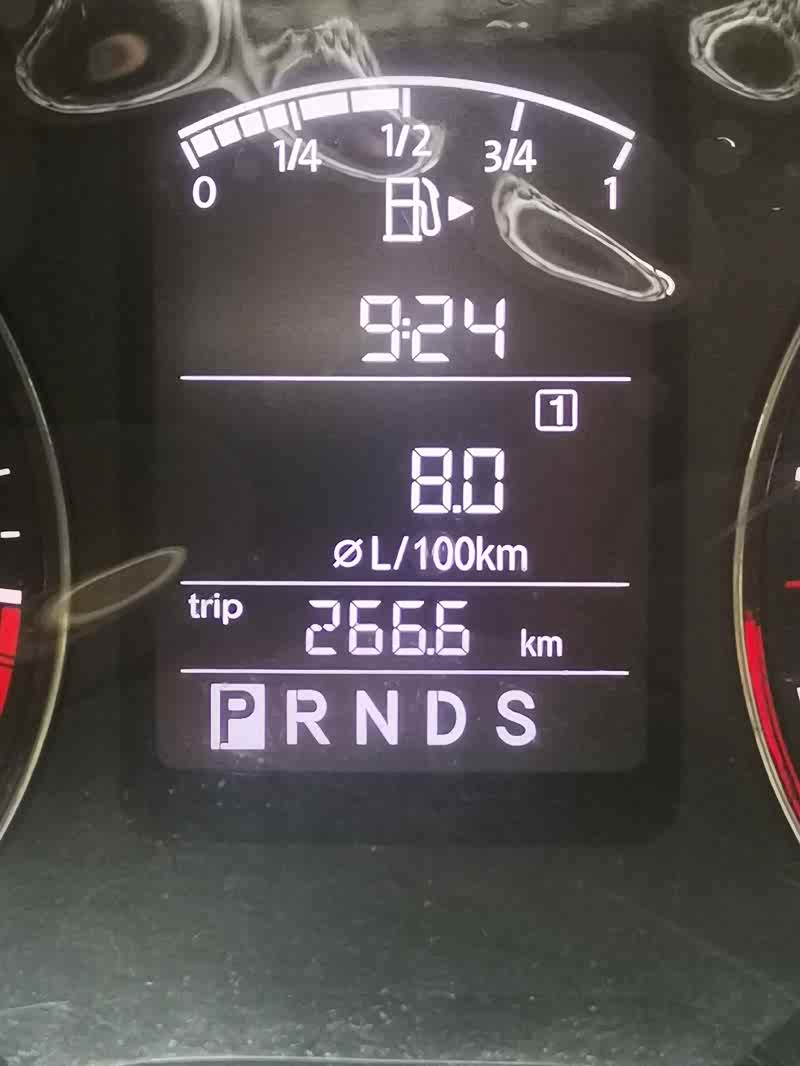 0 1/4 1/2 3/4 1
9:24
1
8.0
ø L/100km
trip 266.6 km
P R N D S